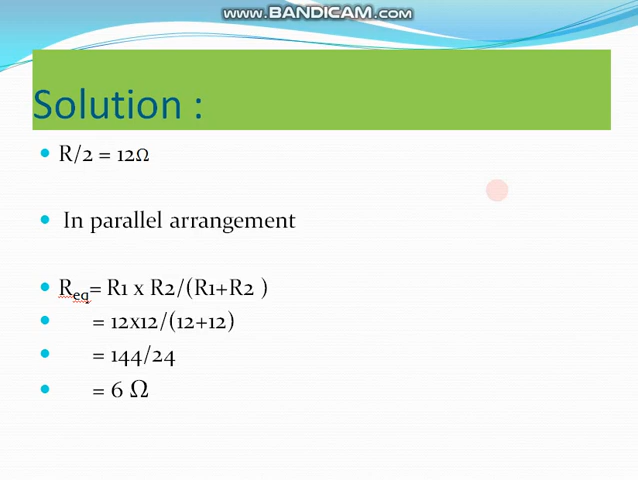 www.BANDICAM.com
Solution :
R/2 = 12Ω
In parallel arrangement
Req= R1 x R2/(R1+R2 )
= 12x12/(12+12)
= 144/24
= 6 Ω